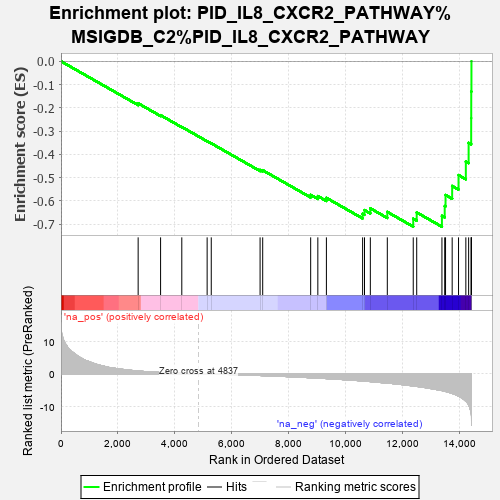 Enrichment plot: PID_IL8_CXCR2_PATHWAY%
MSIGDB_C2%PID_IL8_CXCR2_PATHWAY
Enrichment score (ES)
0.0
-0.1
-0.2
-0.3
-0.4
-0.5
-0.6
-0.7
'na_pos' (positively correlated)
Ranked list metric (PreRanked)
10
5
0
-5
-10
Zero cross at 4837
'na_neg' (negatively correlated)
0
2,000
4,000
6,000
8,000
10,000
12,000
14,000
Rank in Ordered Dataset
Enrichment profile
Hits
Ranking metric scores